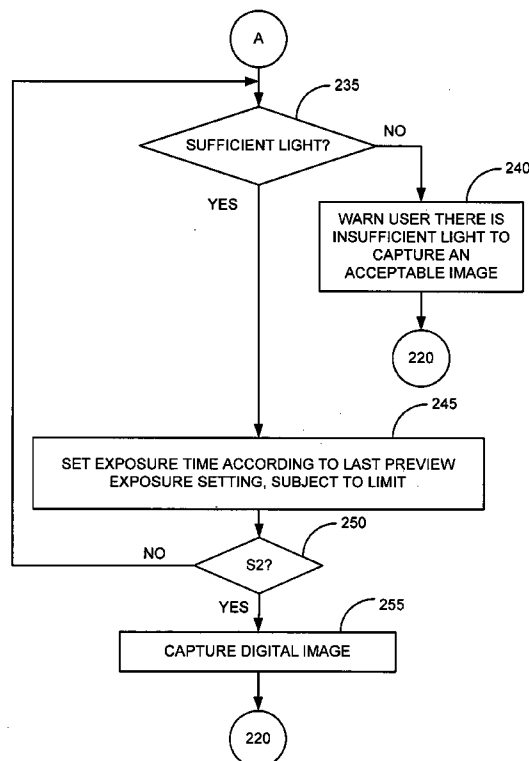 A
235
SUFFICIENT LIGHT?
NO
240
YES
WARN USER THERE IS
INSUFFICIENT LIGHT TO
CAPTURE AN
ACCEPTABLE IMAGE
220
245
SET EXPOSURE TIME ACCORDING TO LAST PREVIEW
EXPOSURE SETTING, SUBJECT TO LIMIT
250
NO
S2?
YES
255
CAPTURE DIGITAL IMAGE
220